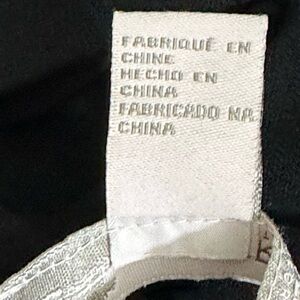 FABRIQUÉ EN
CHINE
HECHO EN
CHINA
FABRICADO NA
CHINA